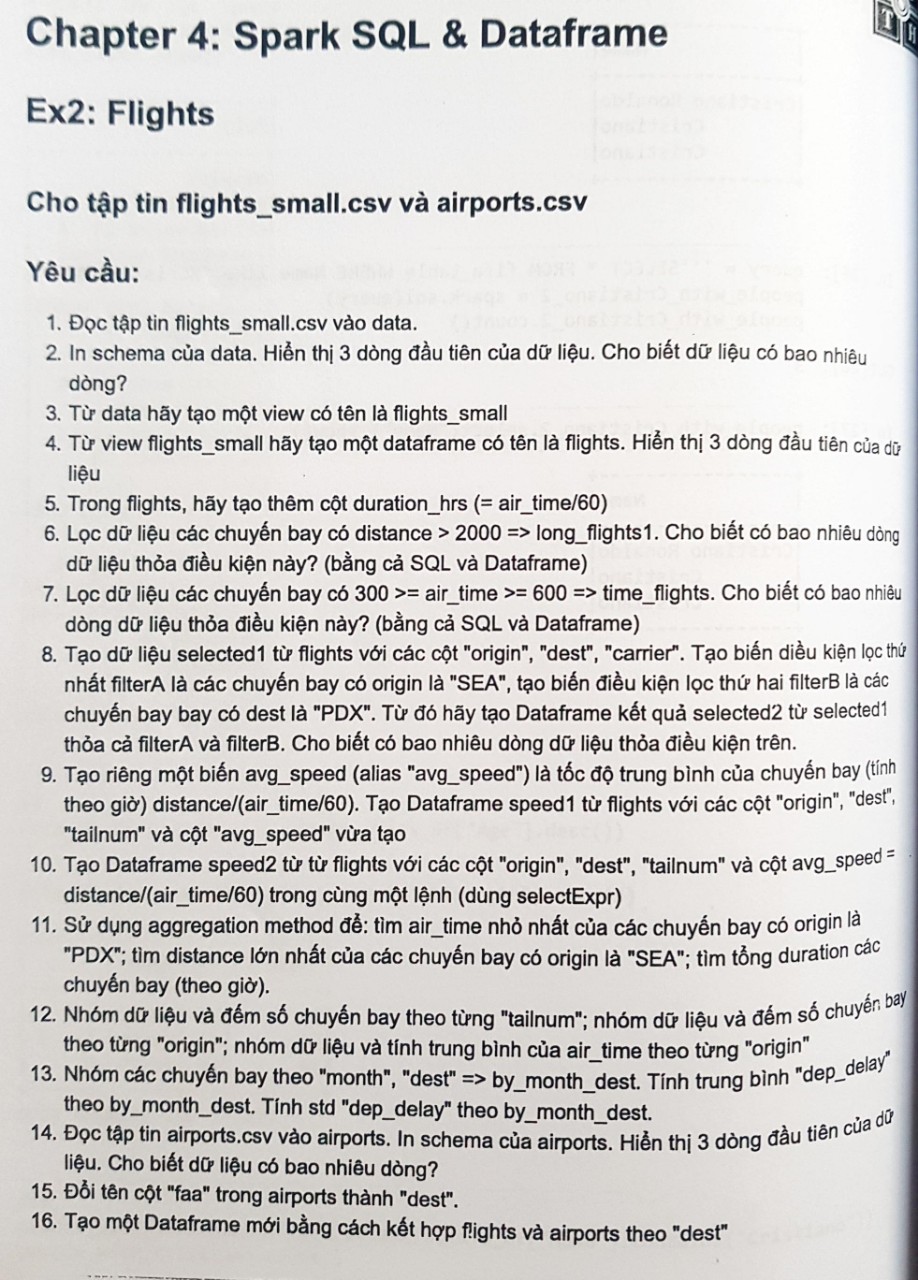 Chapter 4: Spark SQL & Dataframe
Ex2: Flights
Cho tập tin flights_small.csv và airports.csv
Yêu cầu:
1. Đọc tập tin flights_small.csv vào data.
2. In schema của data. Hiển thị 3 dòng đầu tiên của dữ liệu. Cho biết dữ liệu có bao nhiêu
dòng?
3. Từ data hãy tạo một view có tên là flights_small
4. Từ view flights_small hãy tạo một dataframe có tên là flights. Hiển thị 3 dòng đầu tiên của dữ
liệu
5. Trong flights, hãy tạo thêm cột duration_hrs (= air_time/60)
6. Lọc dữ liệu các chuyến bay có distance > 2000 => long_flights1. Cho biết có bao nhiêu dòng
dữ liệu thỏa điều kiện này? (bằng cả SQL và Dataframe)
7. Lọc dữ liệu các chuyến bay có 300 >= air_time >= 600 => time_flights. Cho biết có bao nhiêu
dòng dữ liệu thỏa điều kiện này? (bằng cả SQL và Dataframe)
8. Tạo dữ liệu selected1 từ flights với các cột "origin", "dest", "carrier". Tạo biến diều kiện lọc thứ
nhất filterA là các chuyến bay có origin là "SEA", tạo biến điều kiện lọc thứ hai filterB là các
chuyến bay bay có dest là "PDX". Từ đó hãy tạo Dataframe kết quả selected2 từ selected1
thỏa cả filterA và filterB. Cho biết có bao nhiêu dòng dữ liệu thỏa điều kiện trên.
9. Tạo riêng một biến avg_speed (alias "avg_speed") là tốc độ trung bình của chuyến bay (tính
theo giờ) distance/(air_time/60). Tạo Dataframe speed1 từ flights với các cột "origin", "dest",
"tailnum" và cột "avg_speed" vừa tạo
10. Tạo Dataframe speed2 từ từ flights với các cột "origin", "dest", "tailnum" và cột avg_speed =
distance/(air_time/60) trong cùng một lệnh (dùng selectExpr)
11. Sử dụng aggregation method để: tìm air_time nhỏ nhất của các chuyến bay có origin là
"PDX"; tìm distance lớn nhất của các chuyến bay có origin là "SEA"; tìm tổng duration các
chuyến bay (theo giờ).
12. Nhóm dữ liệu và đếm số chuyến bay theo từng "tailnum"; nhóm dữ liệu và đếm số chuyến bay
theo từng "origin"; nhóm dữ liệu và tính trung bình của air_time theo từng "origin"
13. Nhóm các chuyến bay theo "month", "dest" => by_month_dest. Tính trung bình "dep_delay"
theo by_month_dest. Tính std "dep_delay" theo by_month_dest.
14. Đọc tập tin airports.csv vào airports. In schema của airports. Hiển thị 3 dòng đầu tiên của dữ
liệu. Cho biết dữ liệu có bao nhiêu dòng?
15. Đổi tên cột "faa" trong airports thành "dest".
16. Tạo một Dataframe mới bằng cách kết hợp flights và airports theo "dest"